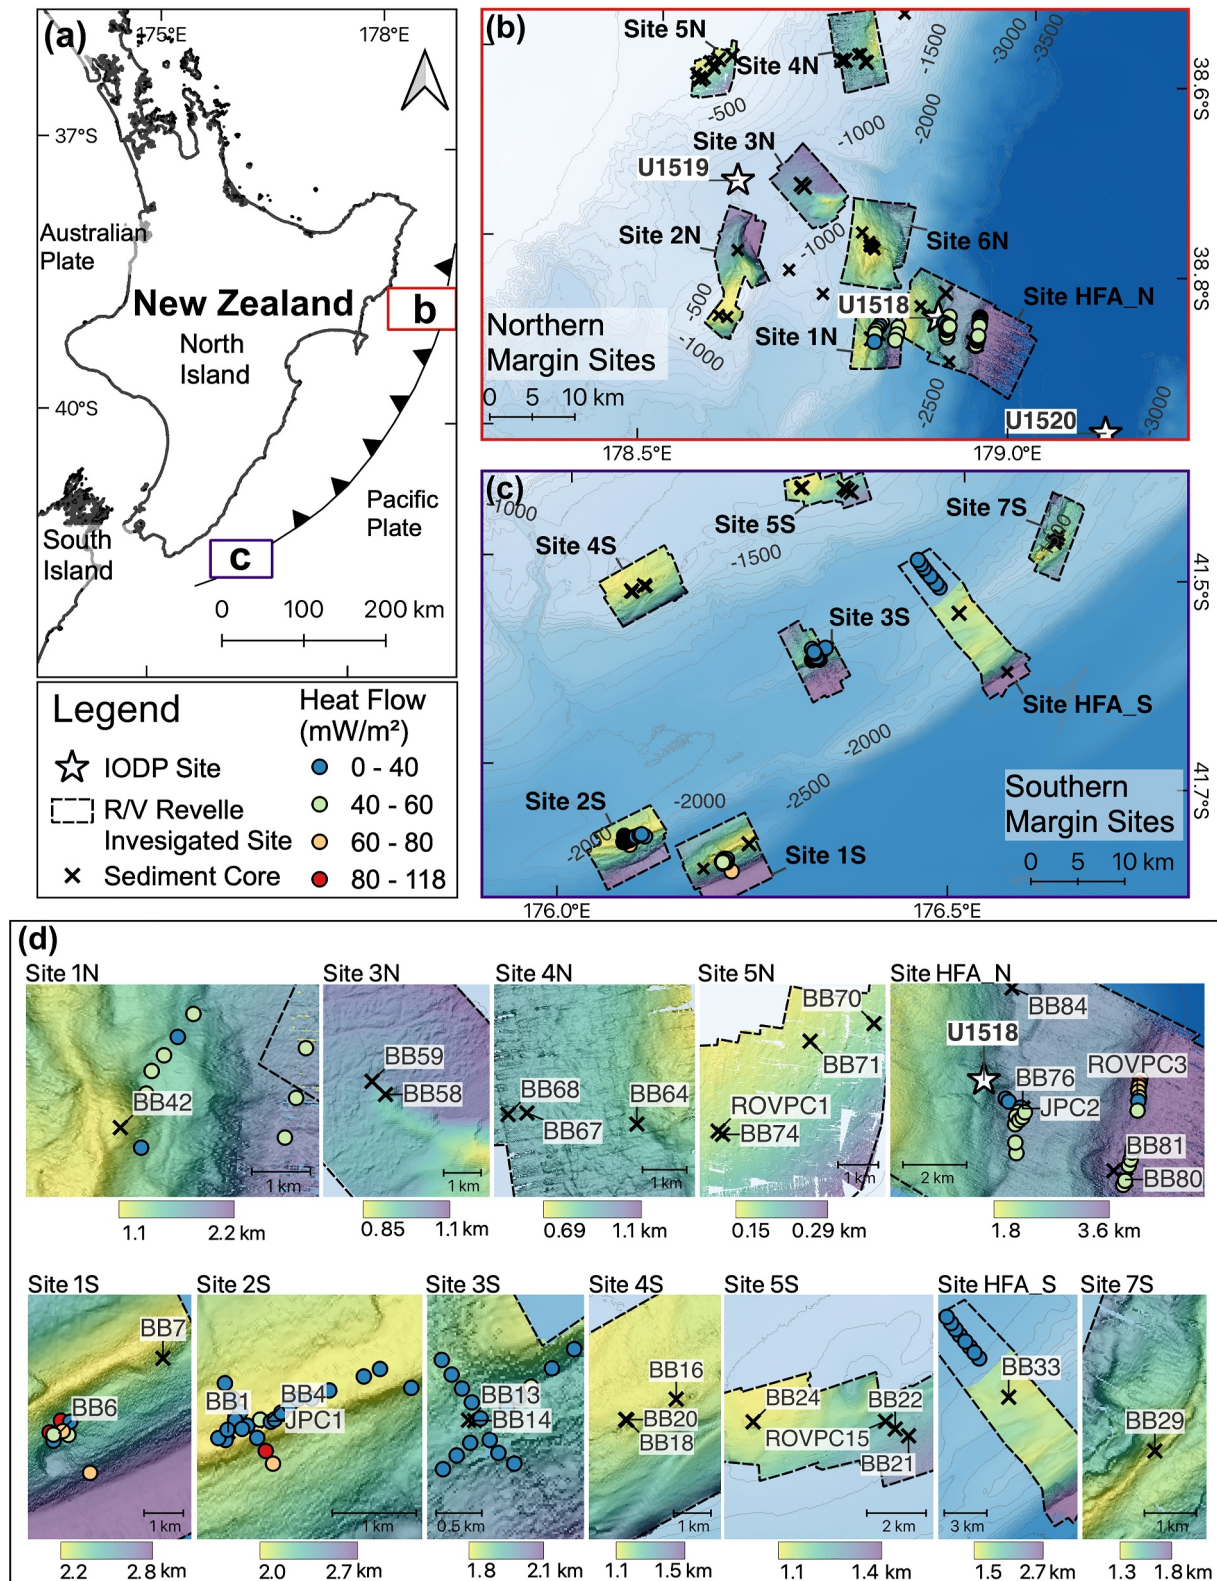 (a)
175°E
178°E
37°S
Australian
Plate
New Zealand
b
North
Island
40°S
Pacific
Plate
South
Island
c
0 100 200 km
Legend
IODP Site
R/V Revelle
Invesigated Site
Sediment Core
Heat Flow
(mW/m²)
0 - 40
40 - 60
60 - 80
80 - 118
(b)
Site 5N
Site 4N
-1500
-3000
-3500
38.6°S
-500
-1000
-2000
Site 3N
U1519
Site 2N
-1000
Site 6N
38.8°S
-500
U1518
Site HFA_N
Northern
Margin Sites
-1000
Site 1N
0 5 10 km
-2500
U1520
-3000
178.5°E
179.0°E
(c)
-1000
Site 5S
Site 7S
Site 4S
-1500
41.5°S
Site 3S
Site HFA_S
-2000
Site 2S
-2000
-2500
Southern
Margin Sites
41.7°S
-2000
Site 1S
0 5 10 km
176.0°E
176.5°E
(d)
Site 1N
BB42
1 km
1.1 2.2 km
Site 3N
BB59
BB58
1 km
0.85 1.1 km
Site 4N
BB68
BB64
BB67
1 km
0.69 1.1 km
Site 5N
BB70
BB71
ROVPC1
BB74
1 km
0.15 0.29 km
Site HFA_N
BB84
U1518
ROVPC3
BB76
JPC2
BB81
BB80
2 km
1.8 3.6 km
Site 1S
BB7
BB6
1 km
2.2 2.8 km
Site 2S
BB1
BB4
JPC1
1 km
2.0 2.7 km
Site 3S
BB13
BB14
0.5 km
1.8 2.1 km
Site 4S
BB16
BB20
BB18
1 km
1.1 1.5 km
Site 5S
BB24
BB22
ROVPC15
BB21
2 km
1.1 1.4 km
Site HFA_S
BB33
3 km
1.5 2.7 km
Site 7S
BB29
1 km
1.3 1.8 km